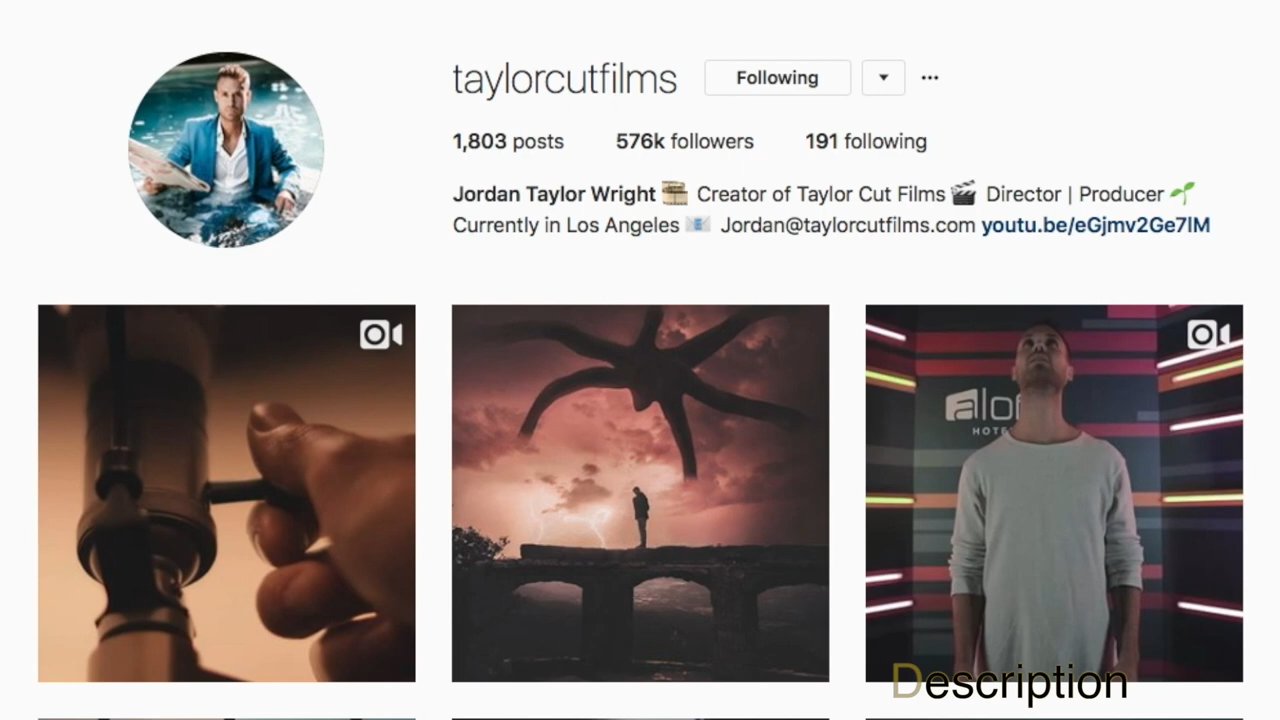 taylorcutfilms Following ▼ •••
1,803 posts 576k followers 191 following
Jordan Taylor Wright 🎞️ Creator of Taylor Cut Films 🎬 Director | Producer 🌱
Currently in Los Angeles 📧 Jordan@taylorcutfilms.com youtu.be/eGjmv2Ge7lM
Description